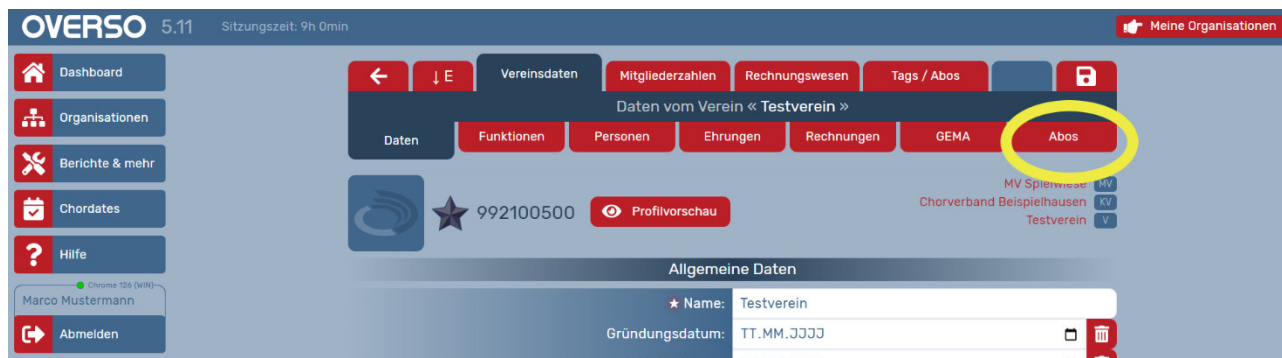 OVERSO 5.11 Sitzungszeit: 9h 0min Meine Organisationen
Dashboard
Organisationen
Berichte & mehr
Chordates
Hilfe
Chrome 126 (WIN)
Marco Mustermann
Abmelden
↓ E Vereinsdaten Mitgliederzahlen Rechnungswesen Tags / Abos
Daten vom Verein « Testverein »
Daten Funktionen Personen Ehrungen Rechnungen GEMA Abos
992100500 Profilvorschau
MV Spielwiese MV
Chorverband Beispielhausen KV
Testverein V
Allgemeine Daten
Name: Testverein
Gründungsdatum: TT.MM.JJJJ